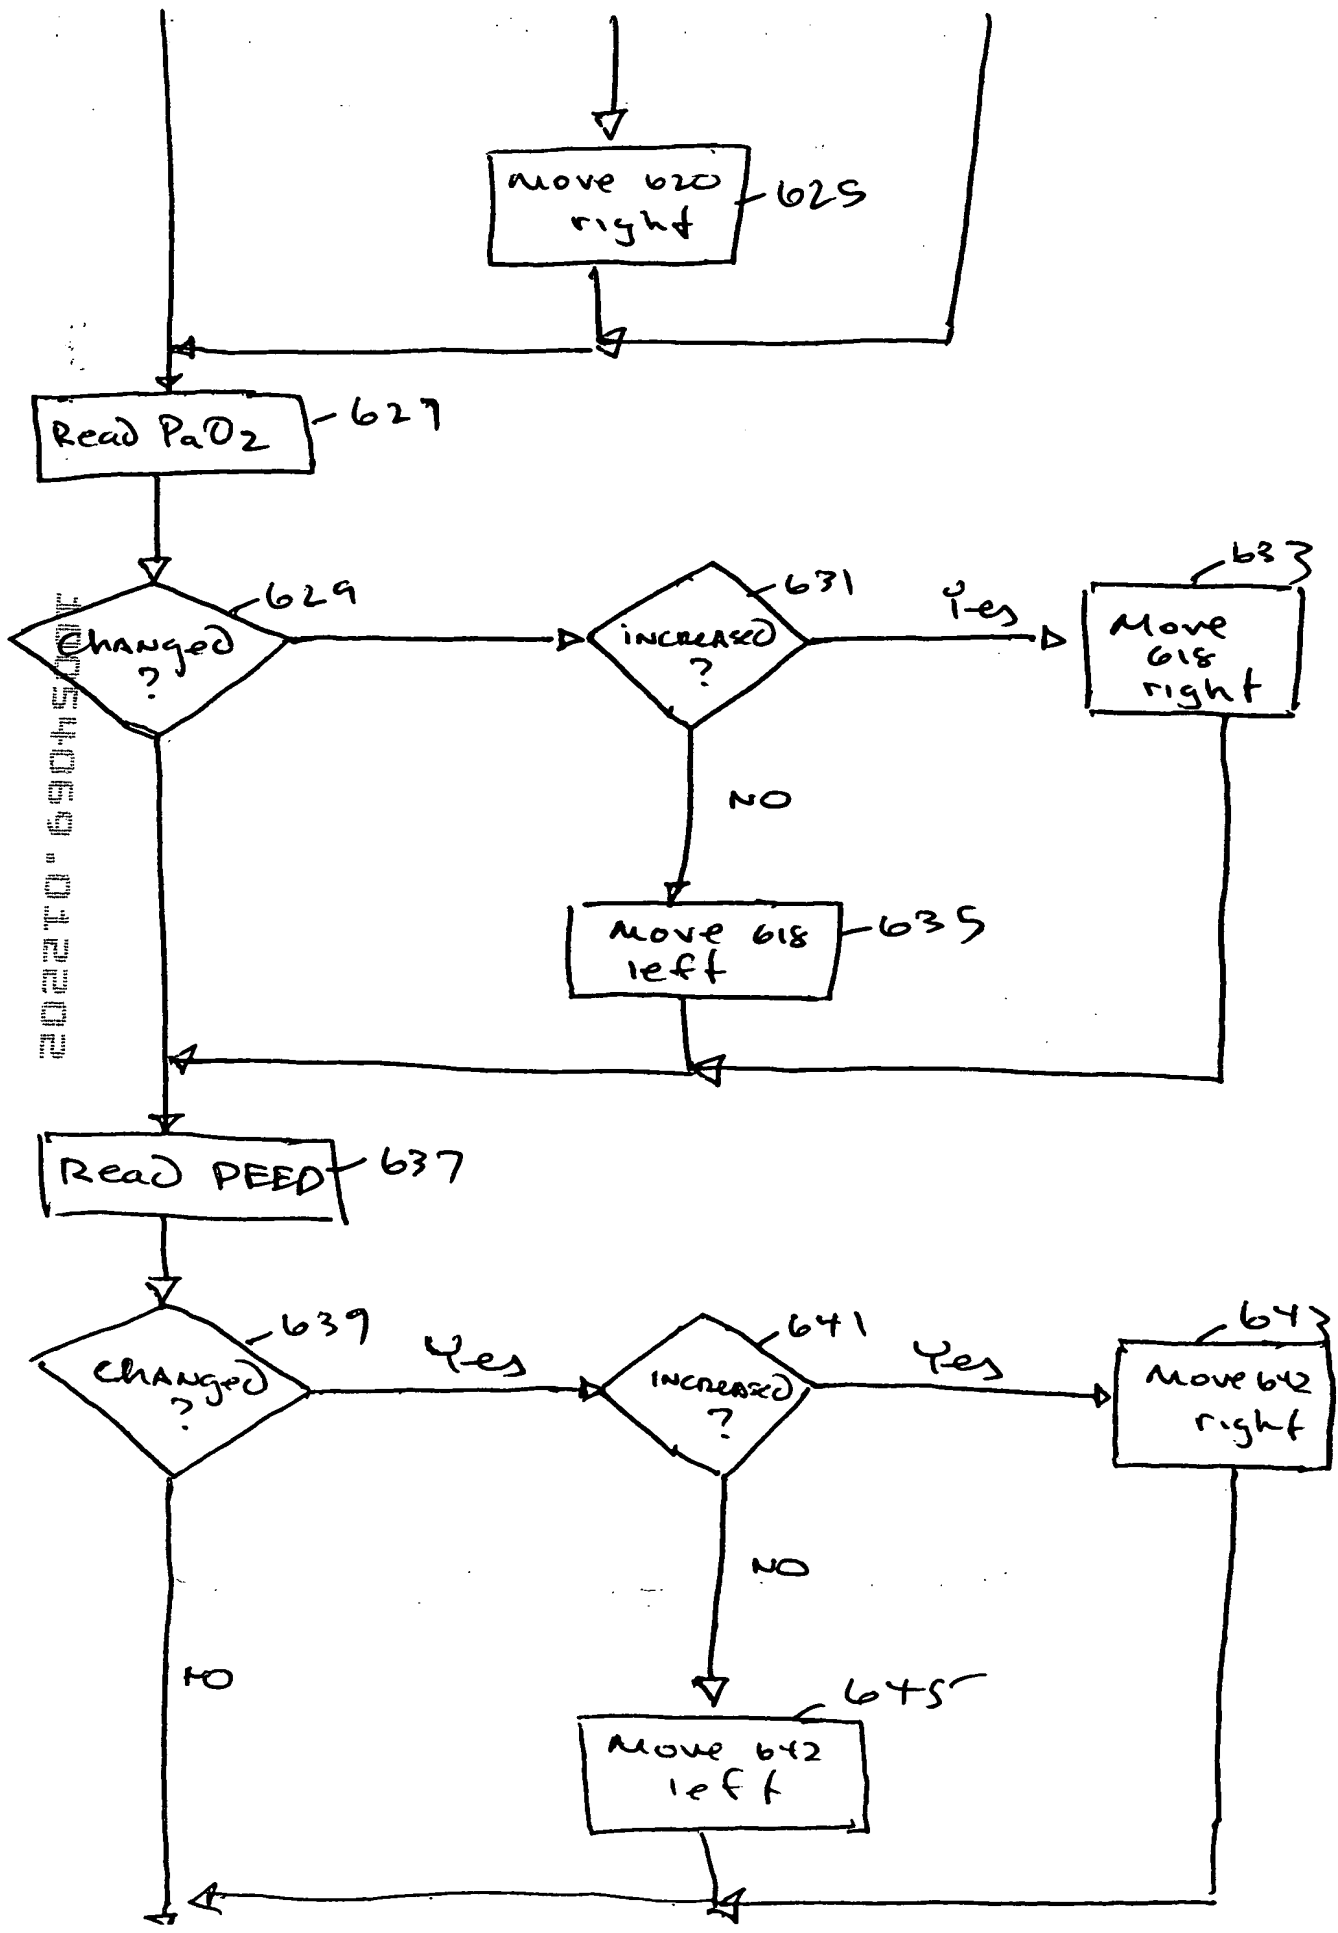 Move 620
right
625
Read PaO2
627
Changed
?
629
INCREASED
?
631
Yes
633
Move
618
right
NO
Move 618
left
635
Read PEEP
637
Changed
?
639
Yes
INCREASED
?
641
Yes
643
Move 642
right
NO
NO
645
Move 642
left
10054069.012202